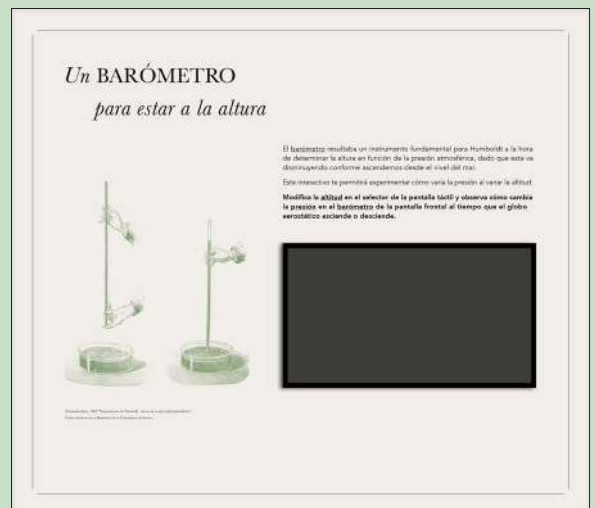 Un BARÓMETRO
para estar a la altura
El barómetro resultaba un instrumento fundamental para Humboldt a la hora
de determinar la altura en función de la presión atmosférica, dado que esta va
disminuyendo conforme ascendemos desde el nivel del mar.
Este interactivo te permitirá experimentar cómo varía la presión al variar la altitud.
Modifica la altitud en el selector de la pantalla táctil y observa cómo cambia
la presión en el barómetro de la pantalla frontal al tiempo que el globo
aerostático asciende o desciende.